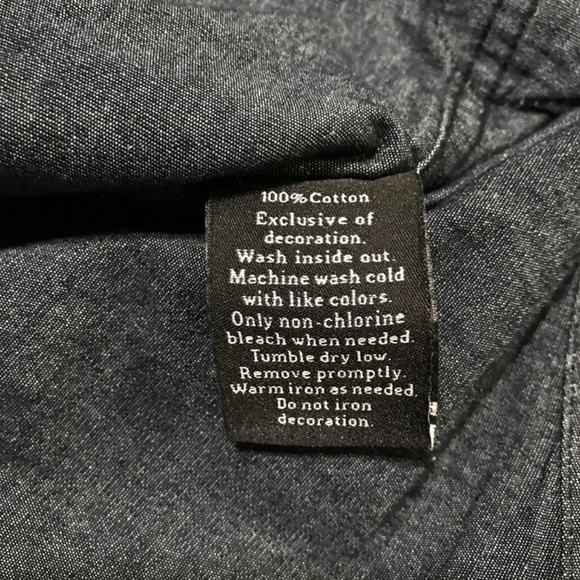 100%Cotton
Exclusive of
decoration.
Wash inside out.
Machine wash cold
with like colors.
Only non-chlorine
bleach when needed.
Tumble dry low.
Remove promptly.
Warm iron as needed.
Do not iron
decoration.